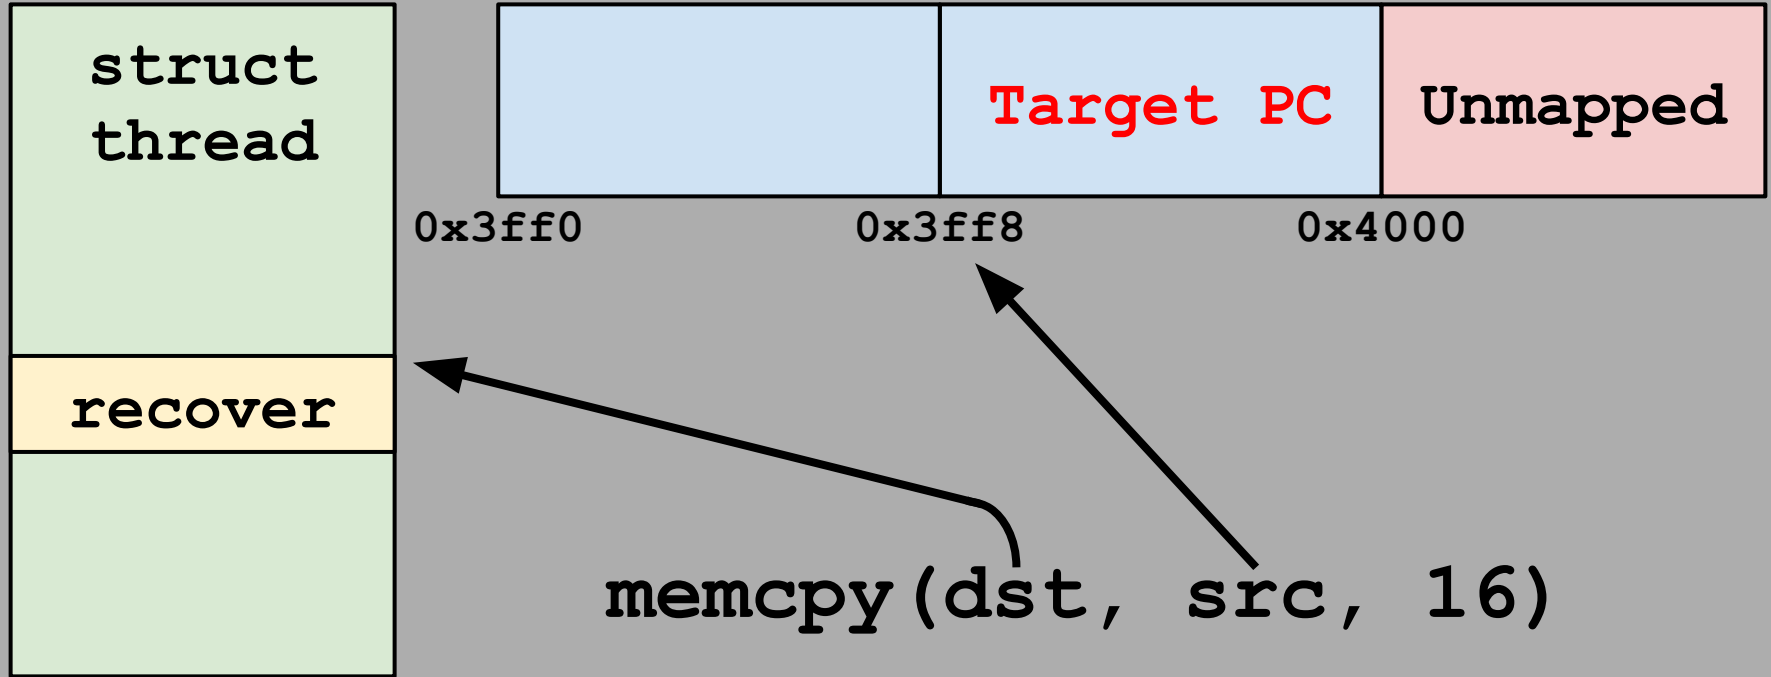 struct
thread
recover
Target PC
Unmapped
0x3ff0
0x3ff8
0x4000
memcpy(dst, src, 16)